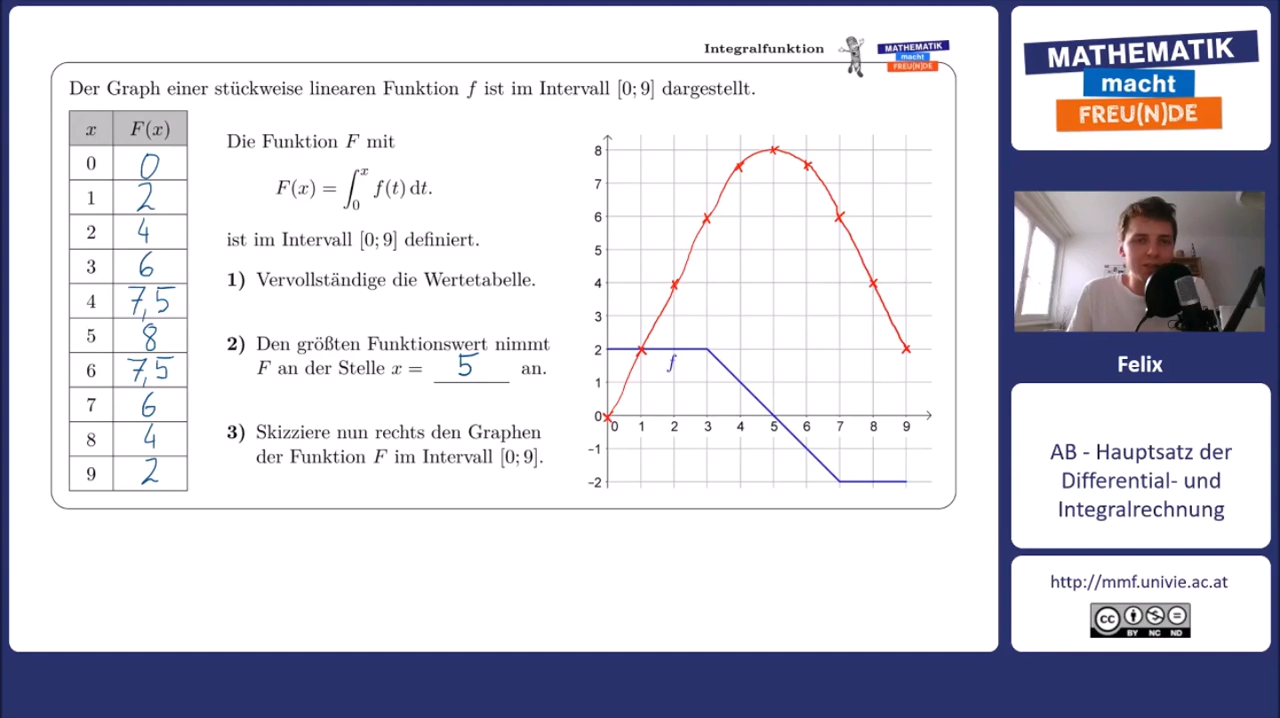 Integralfunktion
MATHEMATIK
macht
FREU(N)DE
Der Graph einer stückweise linearen Funktion f ist im Intervall [0; 9] dargestellt.
x F(x)
0 0
1 2
2 4
3 6
4 7,5
5 8
6 7,5
7 6
8 4
9 2
Die Funktion F mit
F(x) = ∫₀ˣ f(t) dt.
ist im Intervall [0; 9] definiert.
1) Vervollständige die Wertetabelle.
2) Den größten Funktionswert nimmt
F an der Stelle x = 5 an.
3) Skizziere nun rechts den Graphen
der Funktion F im Intervall [0; 9].
8
7
6
5
4
3
2
1
0
−1
−2
0 1 2 3 4 5 6 7 8 9
f
MATHEMATIK
macht
FREU(N)DE
Felix
AB - Hauptsatz der
Differential- und
Integralrechnung
http://mmf.univie.ac.at
cc
BY NC ND